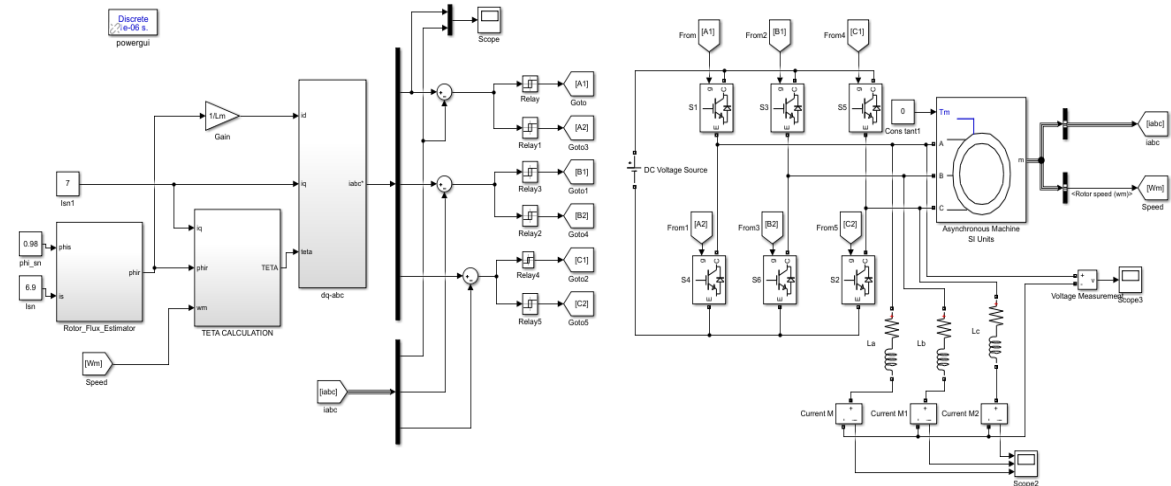 Discrete
e-06 s.
powergui
Scope
1/Lm
Gain
id
iq
teta
iabc*
dq-abc
7
Isn1
0.98
phi_sn
6.9
Isn
phis
is
phir
Rotor_Flux_Estimator
iq
phir
wm
TETA
TETA CALCULATION
[Wm]
Speed
[iabc]
iabc
Relay
[A1]
Goto
Relay1
[A2]
Goto3
Relay3
[B1]
Goto1
Relay2
[B2]
Goto4
Relay4
[C1]
Goto2
Relay5
[C2]
Goto5
From
[A1]
From2
[B1]
From4
[C1]
S1
g
C
E
S3
g
C
E
S5
g
C
E
DC Voltage Source
From1
[A2]
From3
[B2]
From5
[C2]
S4
g
C
E
S6
g
C
E
S2
g
C
E
0
Cons tant1
Tm
A
B
C
m
Asynchronous Machine
SI Units
[iabc]
iabc
<Rotor speed (wm)>
[Wm]
Speed
Voltage Measurement
v
Scope3
La
Lb
Lc
Current M
Current M1
Current M2
Scope2